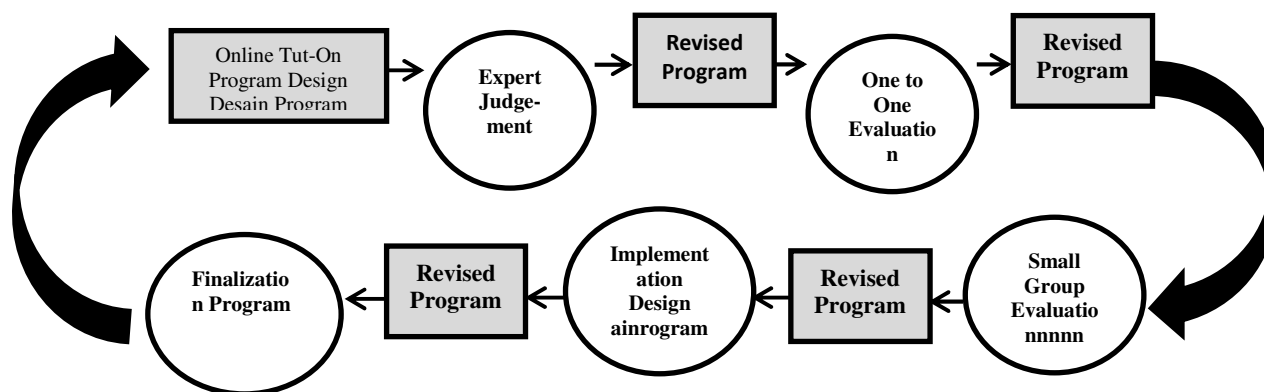 Online Tut-On
Program Design
Desain Program
Expert
Judge-
ment
Revised
Program
One to
One
Evaluatio
n
Revised
Program
Small
Group
Evaluatio
nnnnn
Revised
Program
Implement
ation
Design
ainrogram
Revised
Program
Finalizatio
n Program